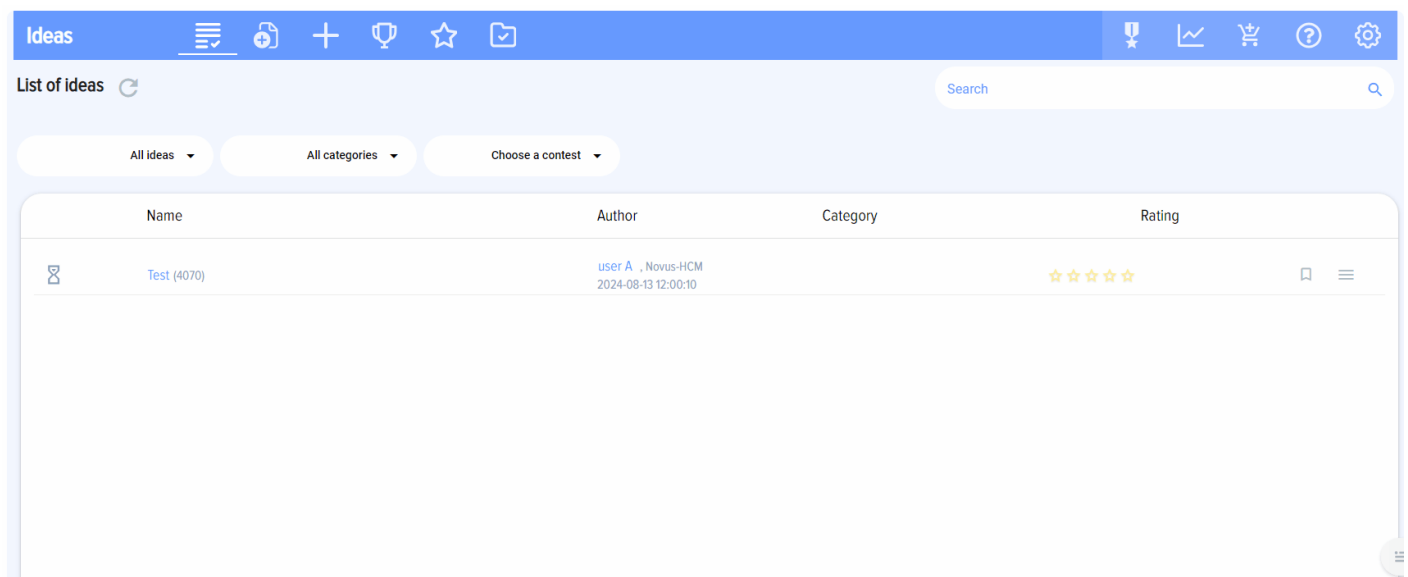 Ideas
List of ideas
Search
All ideas
All categories
Choose a contest
Name Author Category Rating
Test (4070)
user A , Novus-HCM
2024-08-13 12:00:10